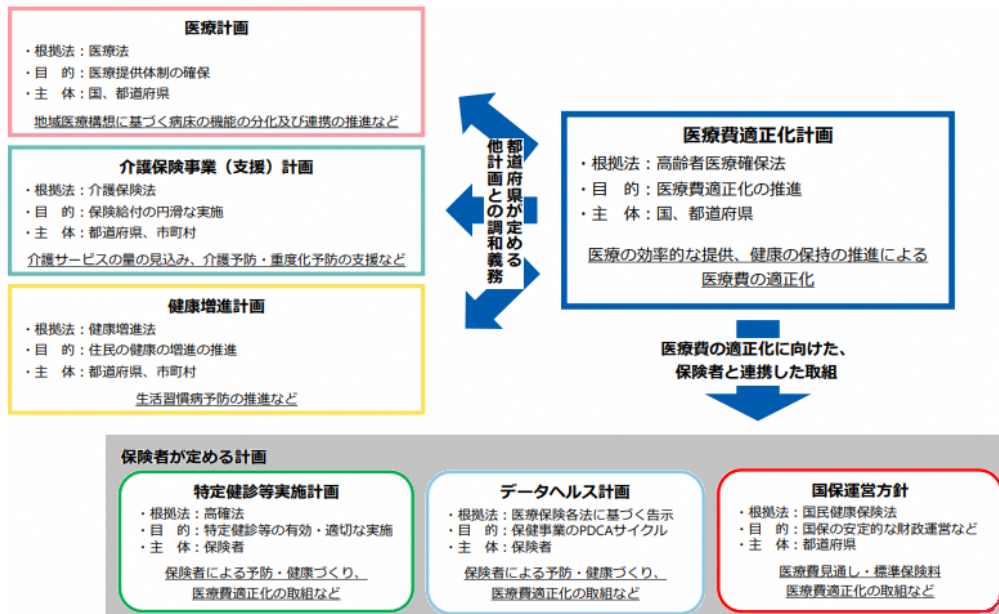 医療計画
・根拠法：医療法
・目　的：医療提供体制の確保
・主　体：国、都道府県
地域医療構想に基づく病床の機能の分化及び連携の推進など
介護保険事業（支援）計画
・根拠法：介護保険法
・目　的：保険給付の円滑な実施
・主　体：都道府県、市町村
介護サービスの量の見込み、介護予防・重度化予防の支援など
健康増進計画
・根拠法：健康増進法
・目　的：住民の健康の増進の推進
・主　体：都道府県、市町村
生活習慣病予防の推進など
都道府県が定める
他計画との調和義務
医療費適正化計画
・根拠法：高齢者医療確保法
・目　的：医療費適正化の推進
・主　体：国、都道府県
医療の効率的な提供、健康の保持の推進による
医療費の適正化
医療費の適正化に向けた、
保険者と連携した取組
保険者が定める計画
特定健診等実施計画
・根拠法：高確法
・目　的：特定健診等の有効・適切な実施
・主　体：保険者
保険者による予防・健康づくり、
医療費適正化の取組など
データヘルス計画
・根拠法：医療保険各法に基づく告示
・目　的：保健事業のPDCAサイクル
・主　体：保険者
保険者による予防・健康づくり、
医療費適正化の取組など
国保運営方針
・根拠法：国民健康保険法
・目　的：国保の安定的な財政運営など
・主　体：都道府県
医療費見通し・標準保険料
医療費適正化の取組など